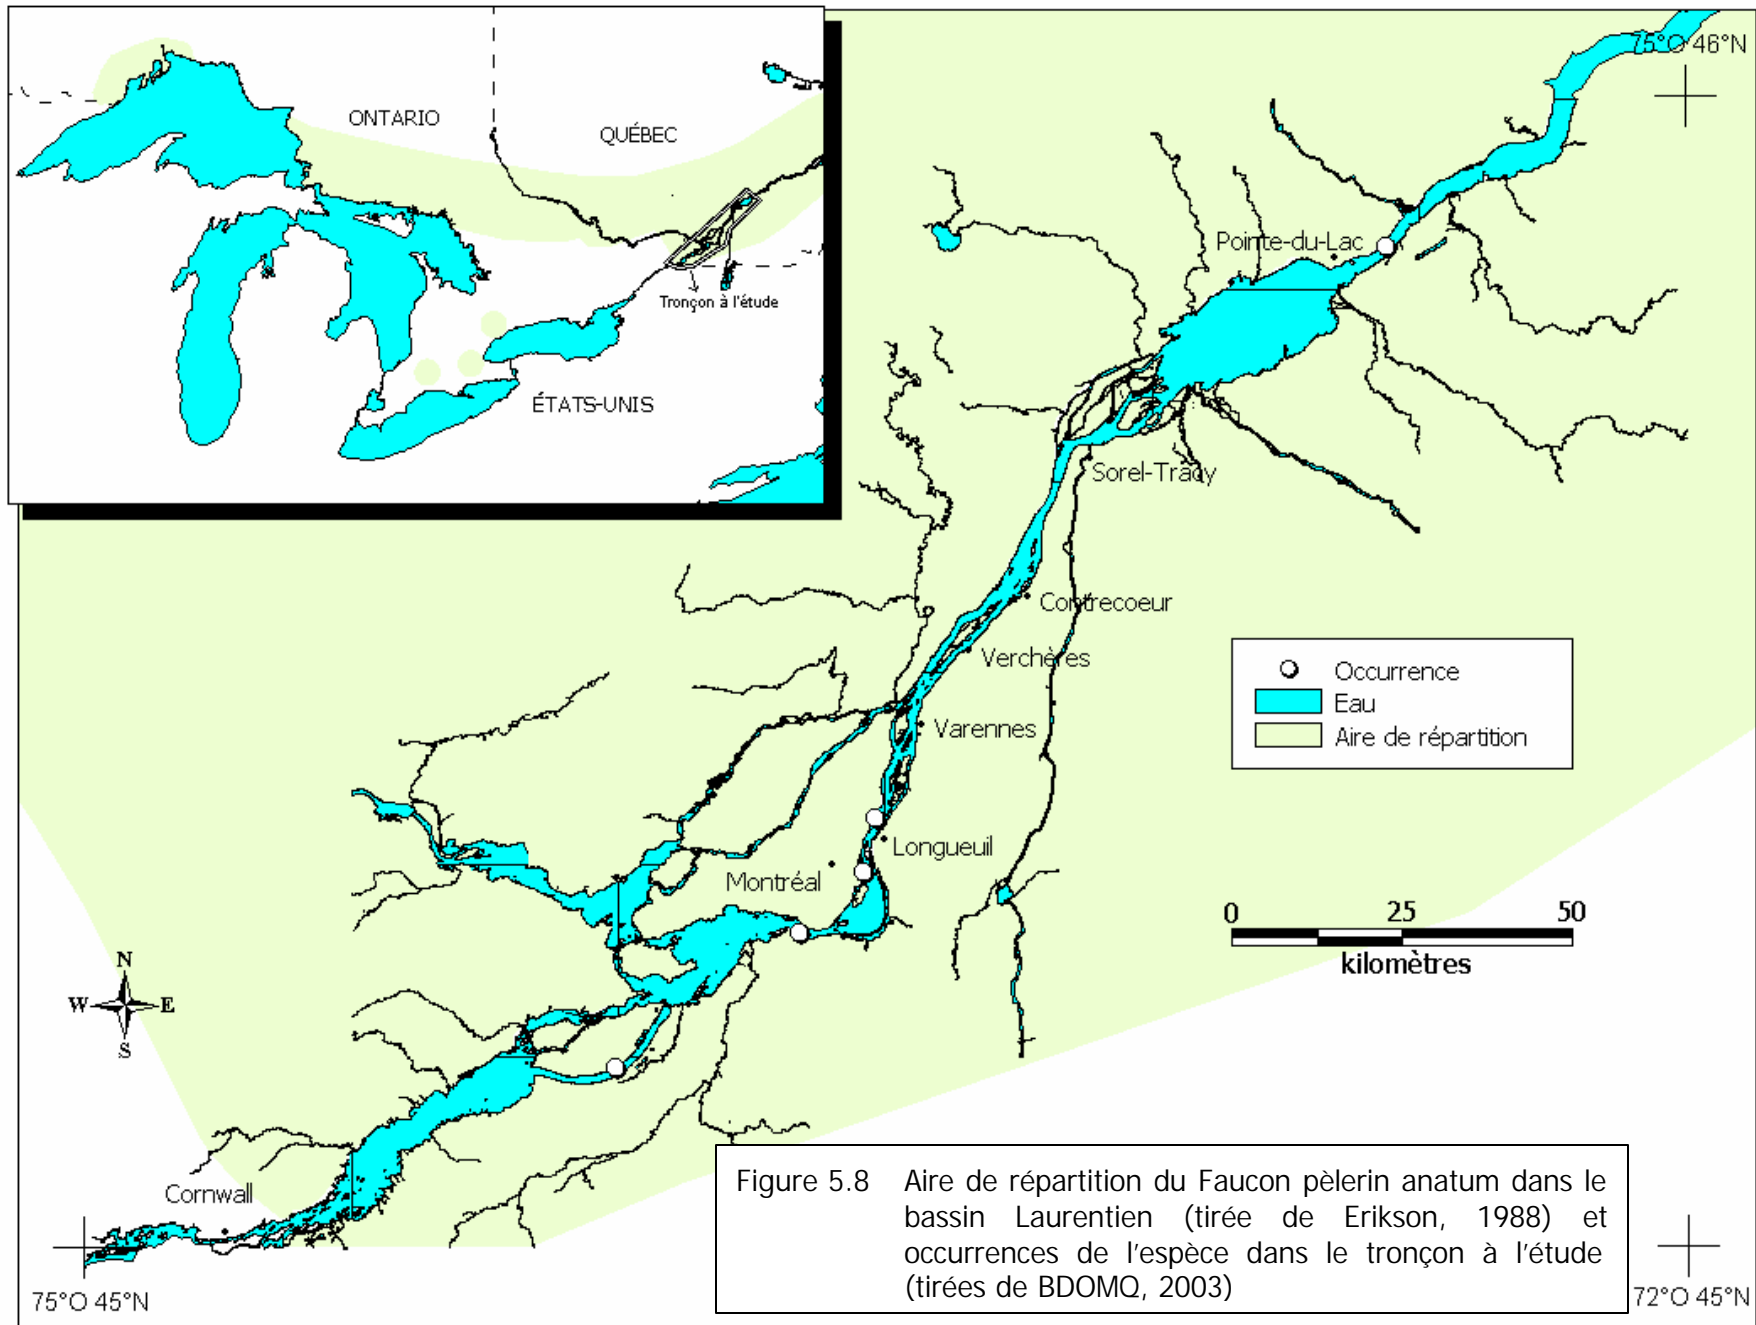 ONTARIO
QUÉBEC
Tronçon à l'étude
ÉTATS-UNIS
75°O 46°N
Pointe-du-Lac
Sorel-Tracy
Contrecoeur
Verchères
Varennes
Longueuil
Montréal
Cornwall
Occurrence
Eau
Aire de répartition
0 25 50
kilomètres
N
W E
S
Figure 5.8 Aire de répartition du Faucon pèlerin anatum dans le
bassin Laurentien (tirée de Erikson, 1988) et
occurrences de l'espèce dans le tronçon à l'étude
(tirées de BDOMQ, 2003)
75°O 45°N
72°O 45°N